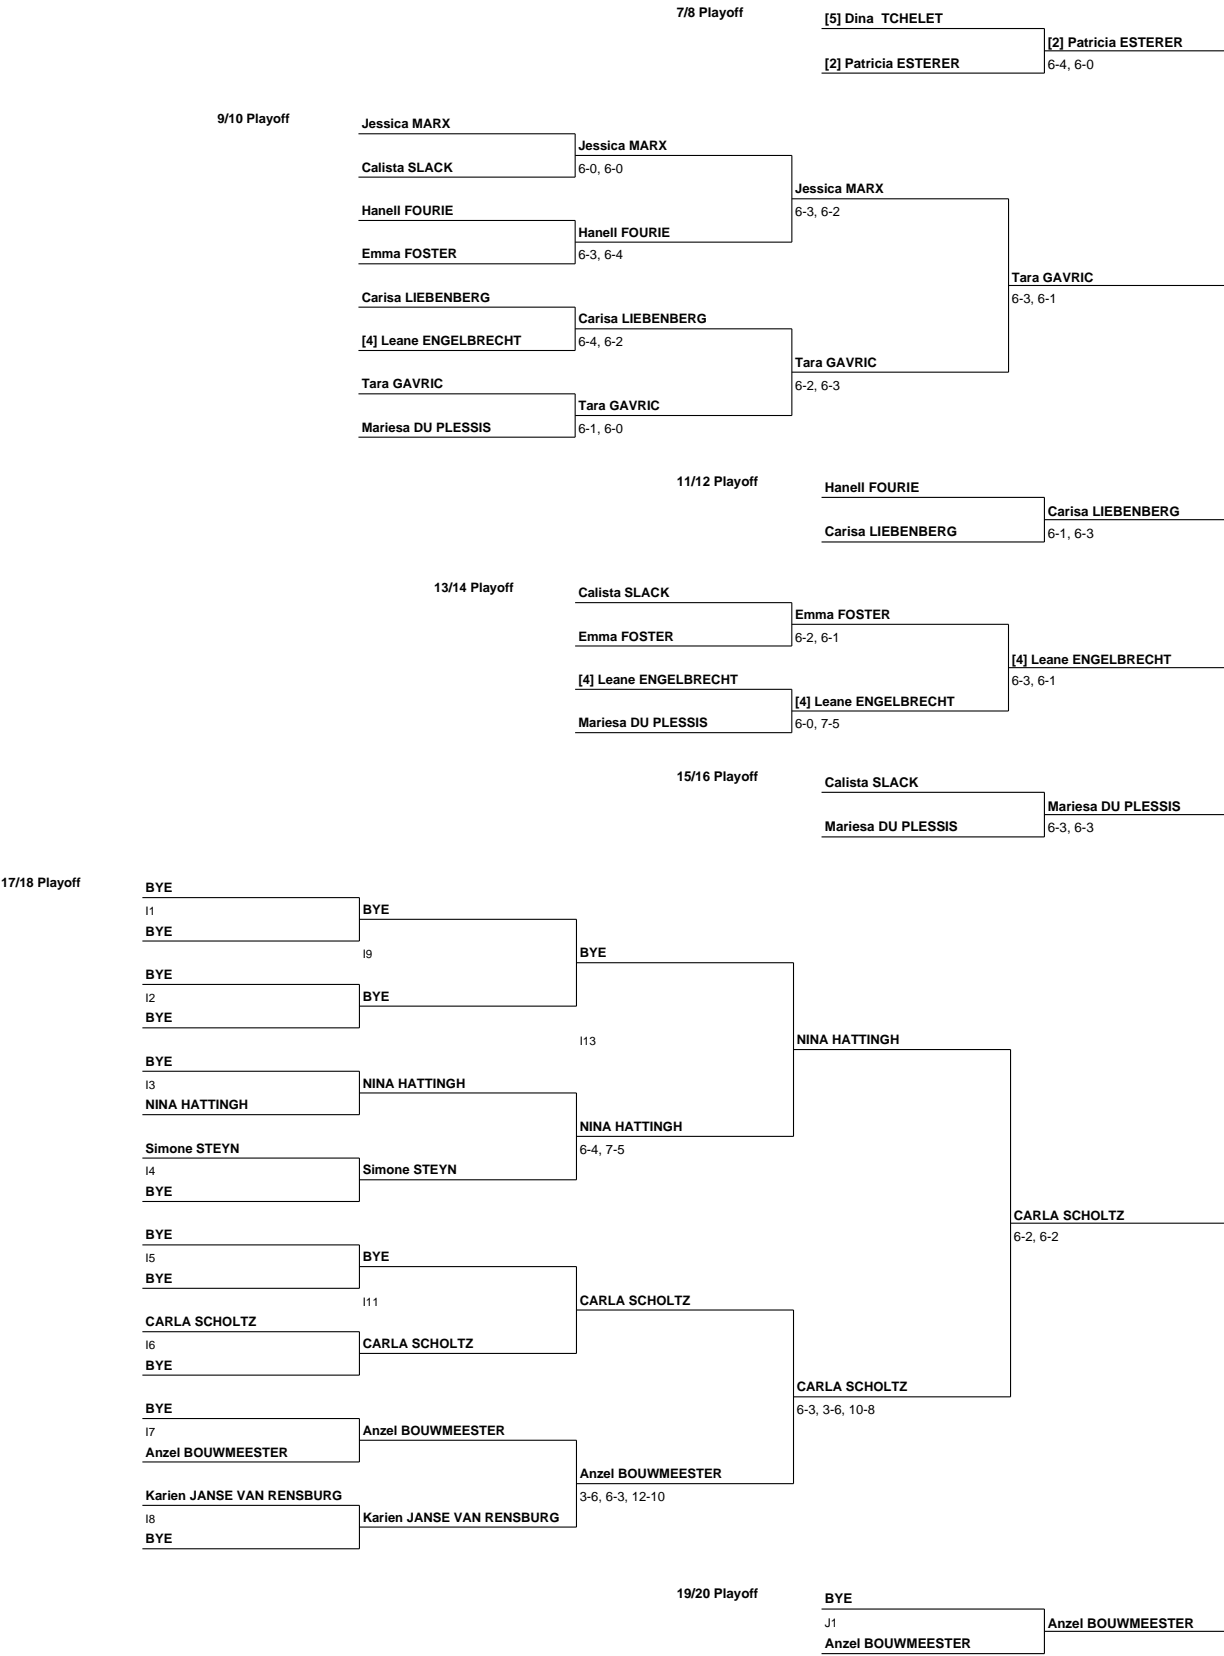 7/8 Playoff
[5] Dina  TCHELET
[2] Patricia ESTERER
[2] Patricia ESTERER
6-4, 6-0
9/10 Playoff
Jessica MARX
Jessica MARX
Calista SLACK
6-0, 6-0
Jessica MARX
Hanell FOURIE
6-3, 6-2
Hanell FOURIE
Emma FOSTER
6-3, 6-4
Tara GAVRIC
Carisa LIEBENBERG
6-3, 6-1
Carisa LIEBENBERG
[4] Leane ENGELBRECHT
6-4, 6-2
Tara GAVRIC
Tara GAVRIC
6-2, 6-3
Tara GAVRIC
Mariesa DU PLESSIS
6-1, 6-0
11/12 Playoff
Hanell FOURIE
Carisa LIEBENBERG
Carisa LIEBENBERG
6-1, 6-3
13/14 Playoff
Calista SLACK
Emma FOSTER
Emma FOSTER
6-2, 6-1
[4] Leane ENGELBRECHT
[4] Leane ENGELBRECHT
6-3, 6-1
[4] Leane ENGELBRECHT
Mariesa DU PLESSIS
6-0, 7-5
15/16 Playoff
Calista SLACK
Mariesa DU PLESSIS
Mariesa DU PLESSIS
6-3, 6-3
17/18 Playoff
BYE
I1
BYE
BYE
I9
BYE
BYE
I2
BYE
BYE
I13
NINA HATTINGH
BYE
I3
NINA HATTINGH
NINA HATTINGH
NINA HATTINGH
Simone STEYN
6-4, 7-5
I4
Simone STEYN
BYE
CARLA SCHOLTZ
6-2, 6-2
BYE
I5
BYE
BYE
I11
CARLA SCHOLTZ
CARLA SCHOLTZ
I6
CARLA SCHOLTZ
BYE
CARLA SCHOLTZ
6-3, 3-6, 10-8
BYE
I7
Anzel BOUWMEESTER
Anzel BOUWMEESTER
Anzel BOUWMEESTER
3-6, 6-3, 12-10
Karien JANSE VAN RENSBURG
I8
Karien JANSE VAN RENSBURG
BYE
19/20 Playoff
BYE
J1
Anzel BOUWMEESTER
Anzel BOUWMEESTER